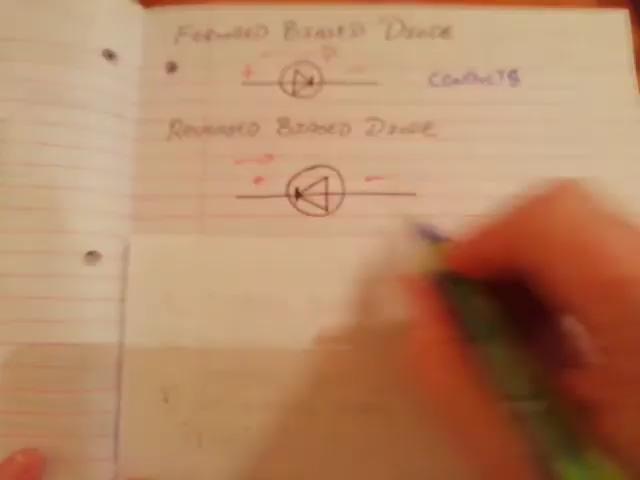 FORWARD BIASED DIODE
+ -
CONDUCTS
REVERSED BIASED DIODE
+ -